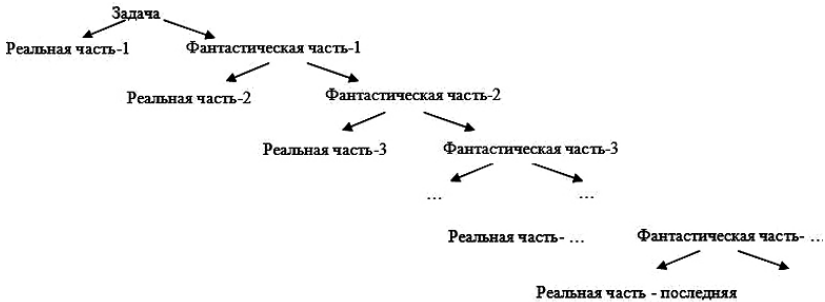 Задача
Реальная часть-1 Фантастическая часть-1
Реальная часть-2 Фантастическая часть-2
Реальная часть-3 Фантастическая часть-3
... ...
Реальная часть- ... Фантастическая часть- ...
Реальная часть - последняя